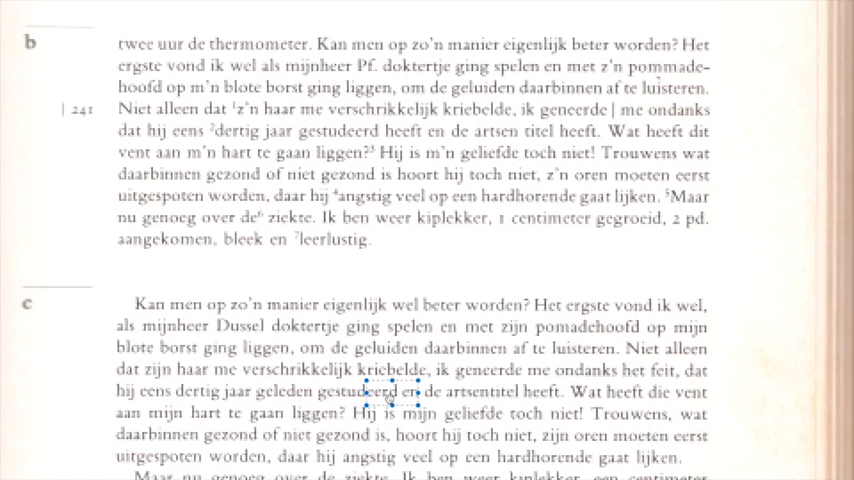 b
twee uur de thermometer. Kan men op zo'n manier eigenlijk beter worden? Het
ergste vond ik wel als mijnheer Pf. doktertje ging spelen en met z'n pommade-
hoofd op m'n blote borst ging liggen, om de geluiden daarbinnen af te luisteren.
| 241 Niet alleen dat ¹z'n haar me verschrikkelijk kriebelde, ik geneerde | me ondanks
dat hij eens ²dertig jaar gestudeerd heeft en de artsen titel heeft. Wat heeft dit
vent aan m'n hart te gaan liggen?³ Hij is m'n geliefde toch niet! Trouwens wat
daarbinnen gezond of niet gezond is hoort hij toch niet, z'n oren moeten eerst
uitgespoten worden, daar hij ⁴angstig veel op een hardhorende gaat lijken. ⁵Maar
nu genoeg over de⁶ ziekte. Ik ben weer kiplekker, 1 centimeter gegroeid, 2 pd.
aangekomen, bleek en ⁷leerlustig.
c
Kan men op zo'n manier eigenlijk wel beter worden? Het ergste vond ik wel,
als mijnheer Dussel doktertje ging spelen en met zijn pomadehoofd op mijn
blote borst ging liggen, om de geluiden daarbinnen af te luisteren. Niet alleen
dat zijn haar me verschrikkelijk kriebelde, ik geneerde me ondanks het feit, dat
hij eens dertig jaar geleden gestudeerd en de artsentitel heeft. Wat heeft die vent
aan mijn hart te gaan liggen? Hij is mijn geliefde toch niet! Trouwens, wat
daarbinnen gezond of niet gezond is, hoort hij toch niet, zijn oren moeten eerst
uitgespoten worden, daar hij angstig veel op een hardhorende gaat lijken.
Maar nu genoeg over de ziekte. Ik ben weer kiplekker, een centimeter